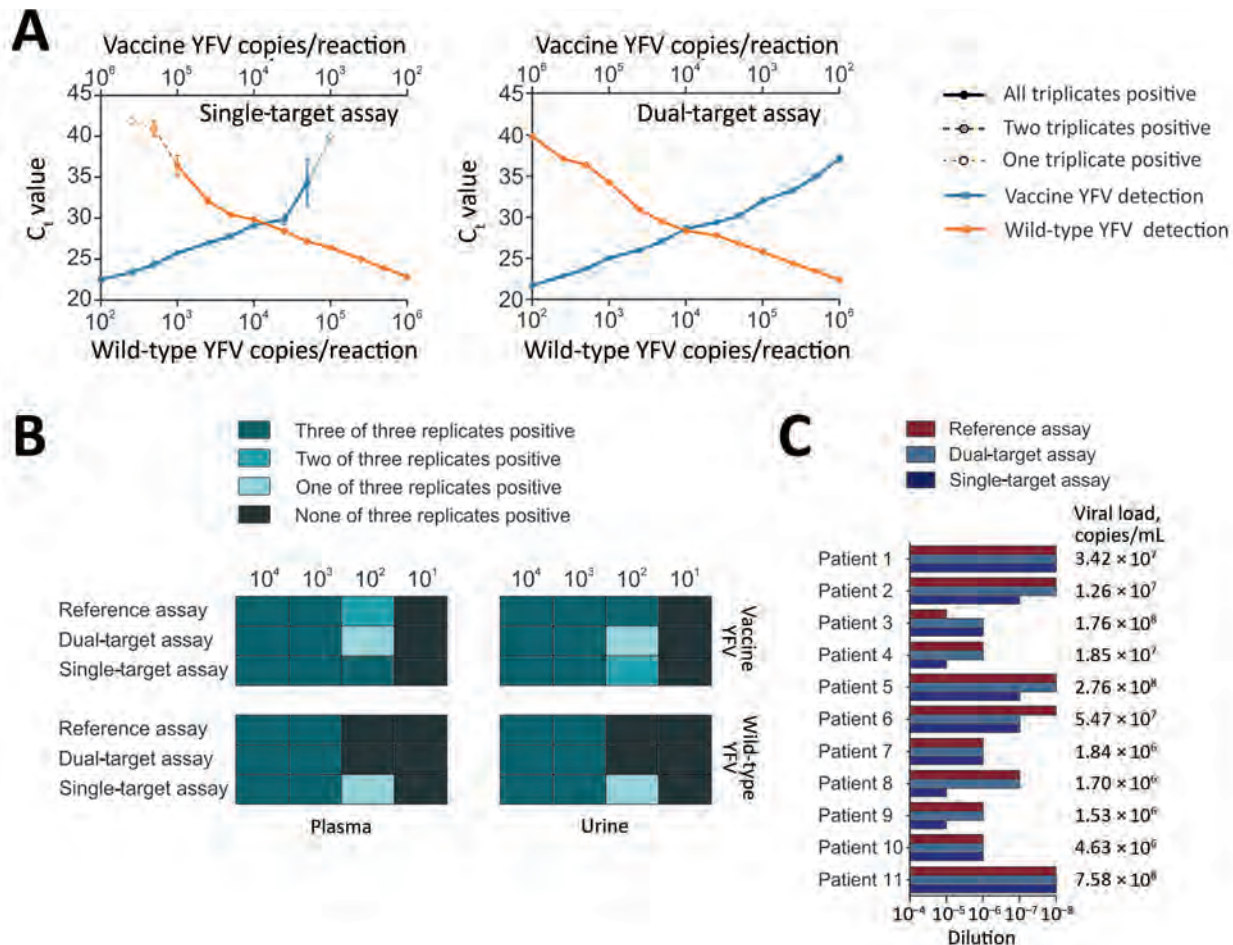 A
Vaccine YFV copies/reaction
10⁶ 10⁵ 10⁴ 10³ 10²
Single-target assay
45
40
35
30
25
20
Cₜ value
10² 10³ 10⁴ 10⁵ 10⁶
Wild-type YFV copies/reaction
Vaccine YFV copies/reaction
10⁶ 10⁵ 10⁴ 10³ 10²
Dual-target assay
45
40
35
30
25
20
Cₜ value
10² 10³ 10⁴ 10⁵ 10⁶
Wild-type YFV copies/reaction
All triplicates positive
Two triplicates positive
One triplicate positive
Vaccine YFV detection
Wild-type YFV detection
B
Three of three replicates positive
Two of three replicates positive
One of three replicates positive
None of three replicates positive
10⁴ 10³ 10² 10¹ 10⁴ 10³ 10² 10¹
Reference assay
Dual-target assay
Single-target assay
Vaccine
YFV
Reference assay
Dual-target assay
Single-target assay
Wild-type
YFV
Plasma Urine
C
Reference assay
Dual-target assay
Single-target assay
Viral load,
copies/mL
Patient 1 3.42 × 10⁷
Patient 2 1.26 × 10⁷
Patient 3 1.76 × 10⁸
Patient 4 1.85 × 10⁷
Patient 5 2.76 × 10⁸
Patient 6 5.47 × 10⁷
Patient 7 1.84 × 10⁶
Patient 8 1.70 × 10⁶
Patient 9 1.53 × 10⁶
Patient 10 4.63 × 10⁶
Patient 11 7.58 × 10⁸
10⁻⁴ 10⁻⁵ 10⁻⁶ 10⁻⁷ 10⁻⁸
Dilution